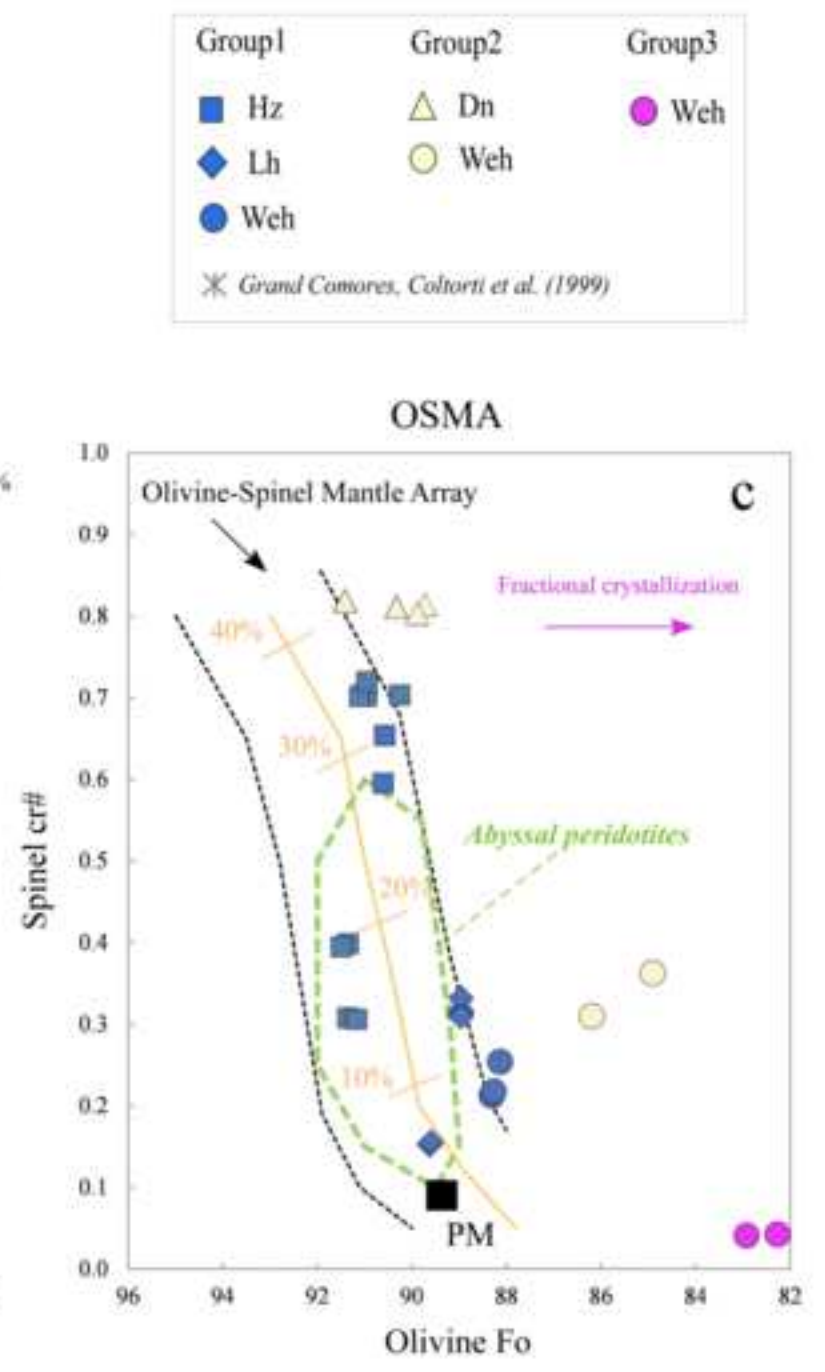 Group1 Group2 Group3
Hz Dn Weh
Lh Weh
Weh
Grand Comores, Coltorti et al. (1999)
OSMA
%
1.0
Olivine-Spinel Mantle Array
c
0.9
Fractional crystallization
0.8
40%
0.7
30%
0.6
Abyssal peridotites
0.5
20%
0.4
0.3
10%
0.2
0.1
PM
0.0
Spinel cr#
96 94 92 90 88 86 84 82
Olivine Fo